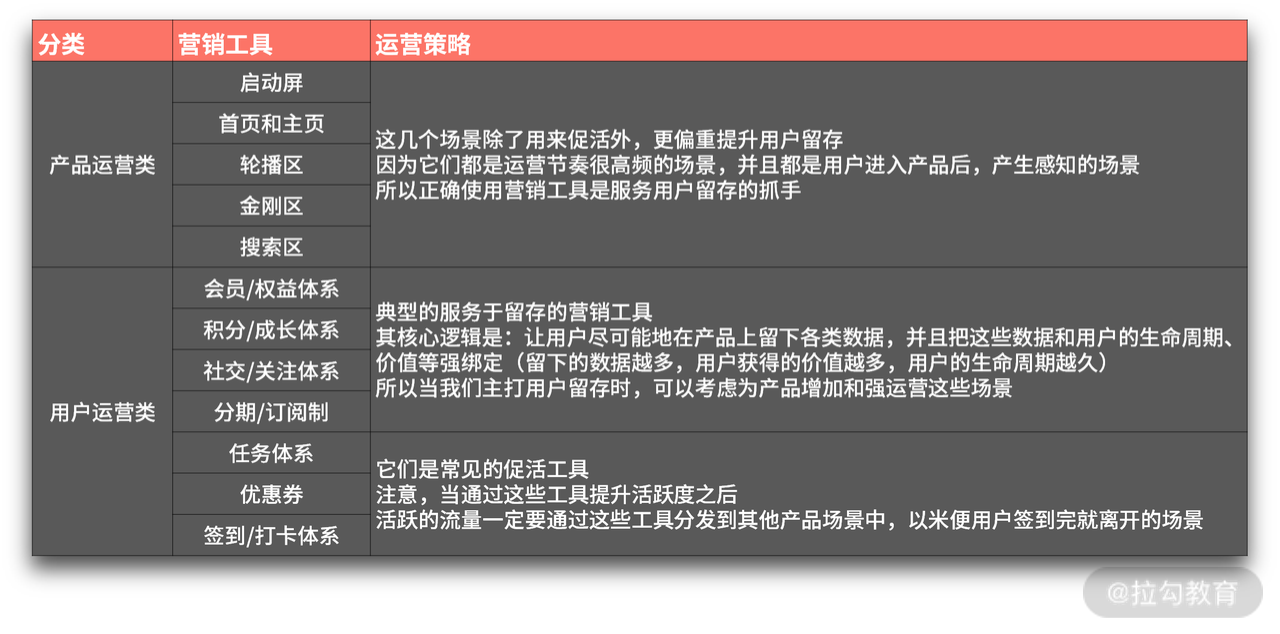 分类 营销工具 运营策略
产品运营类
启动屏
首页和主页
轮播区
金刚区
搜索区
这几个场景除了用来促活外，更偏重提升用户留存
因为它们都是运营节奏很高频的场景，并且都是用户进入产品后，产生感知的场景
所以正确使用营销工具是服务用户留存的抓手
用户运营类
会员/权益体系
积分/成长体系
社交/关注体系
分期/订阅制
典型的服务于留存的营销工具
其核心逻辑是：让用户尽可能地在产品上留下各类数据，并且把这些数据和用户的生命周期、
价值等强绑定（留下的数据越多，用户获得的价值越多，用户的生命周期越久）
所以当我们主打用户留存时，可以考虑为产品增加和强运营这些场景
任务体系
优惠券
签到/打卡体系
它们是常见的促活工具
注意，当通过这些工具提升活跃度之后
活跃的流量一定要通过这些工具分发到其他产品场景中，以米便用户签到完就离开的场景
@拉勾教育